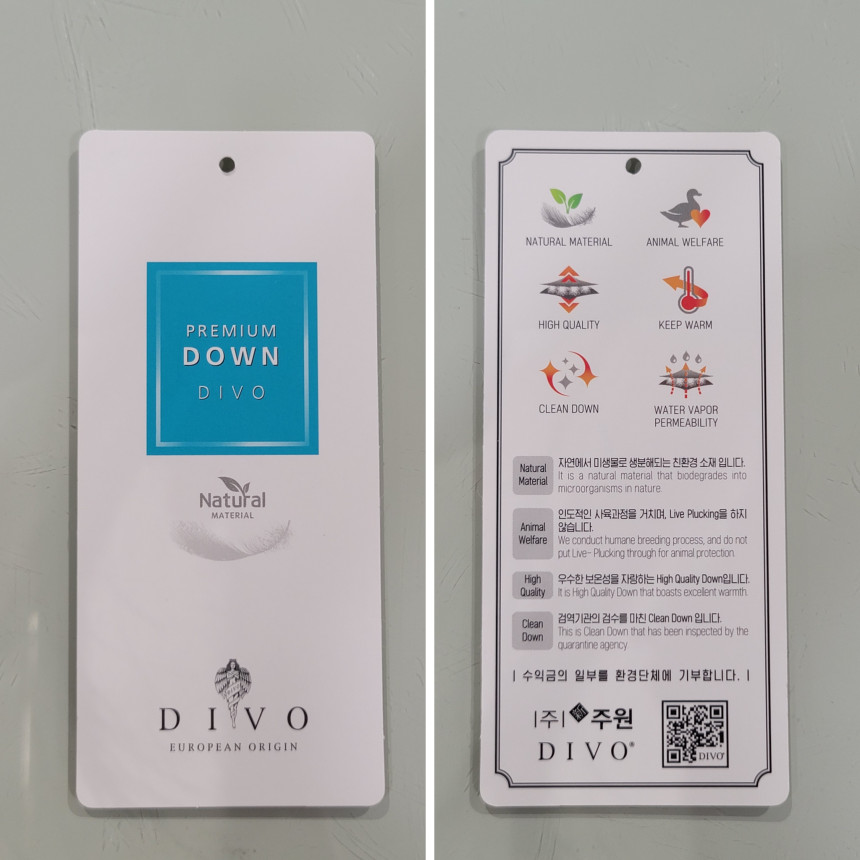 PREMIUM
DOWN
DIVO
Natural
MATERIAL
DIVO
EUROPEAN ORIGIN
NATURAL MATERIAL
ANIMAL WELFARE
HIGH QUALITY
KEEP WARM
CLEAN DOWN
WATER VAPOR
PERMEABILITY
Natural
Material
자연에서 미생물로 생분해되는 친환경 소재 입니다.
It is a natural material that biodegrades into
microorganisms in nature.
Animal
Welfare
인도적인 사육과정을 거치며, Live Plucking을 하지
않습니다.
We conduct humane breeding process, and do not
put Live- Plucking through for animal protection.
High
Quality
우수한 보온성을 자랑하는 High Quality Down입니다.
It is High Quality Down that boasts excellent warmth.
Clean
Down
검역기관의 검수를 마친 Clean Down 입니다.
This is Clean Down that has been inspected by the
quarantine agency
| 수익금의 일부를 환경단체에 기부합니다. |
|주| 주원
DIVO®
DIVO®